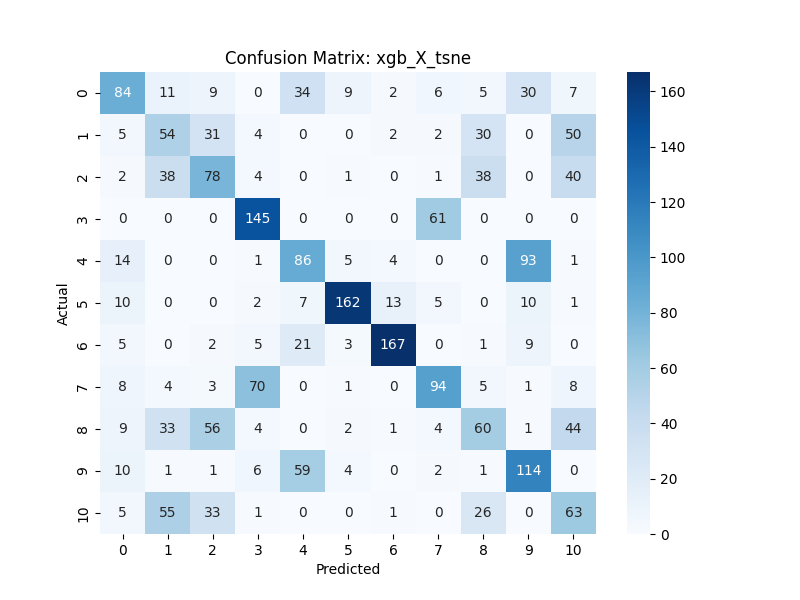 Confusion Matrix: xgb_X_tsne
0 84 11 9 0 34 9 2 6 5 30 7
1 5 54 31 4 0 0 2 2 30 0 50
2 2 38 78 4 0 1 0 1 38 0 40
3 0 0 0 145 0 0 0 61 0 0 0
4 14 0 0 1 86 5 4 0 0 93 1
5 10 0 0 2 7 162 13 5 0 10 1
6 5 0 2 5 21 3 167 0 1 9 0
7 8 4 3 70 0 1 0 94 5 1 8
8 9 33 56 4 0 2 1 4 60 1 44
9 10 1 1 6 59 4 0 2 1 114 0
10 5 55 33 1 0 0 1 0 26 0 63
0 1 2 3 4 5 6 7 8 9 10
Predicted
Actual
160
140
120
100
80
60
40
20
0